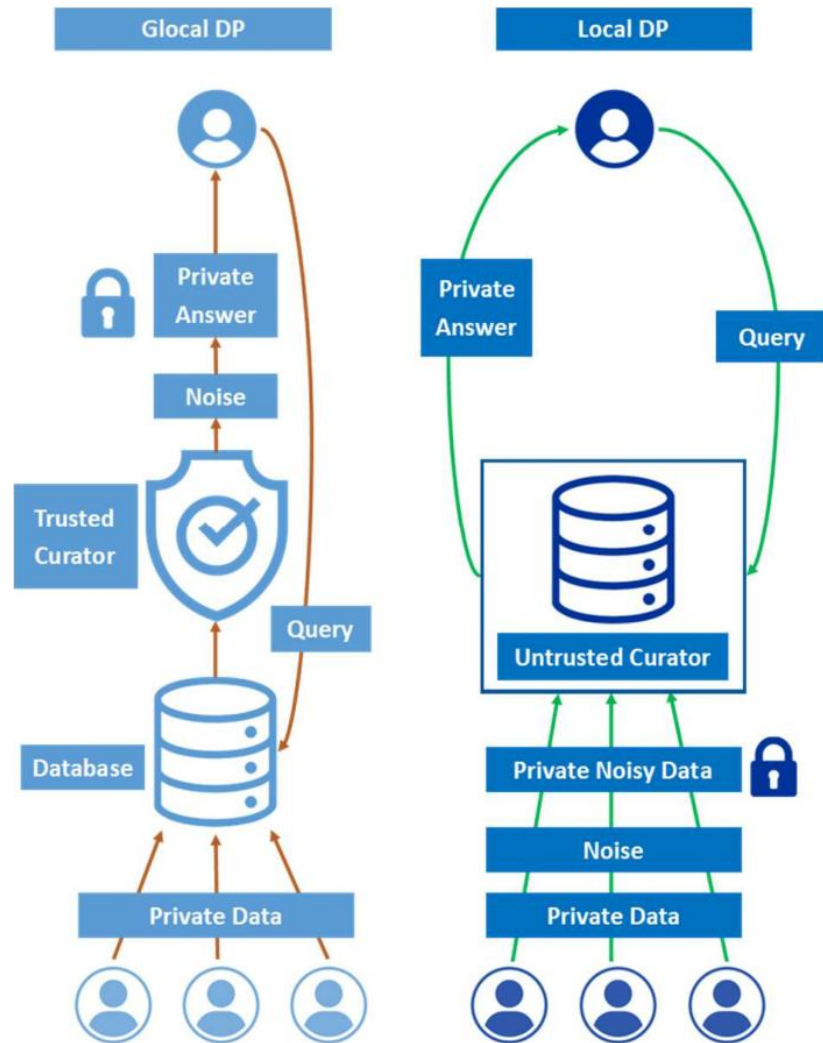 Glocal DP
Private
Answer
Noise
Trusted
Curator
Query
Database
Private Data
Local DP
Private
Answer
Query
Untrusted Curator
Private Noisy Data
Noise
Private Data